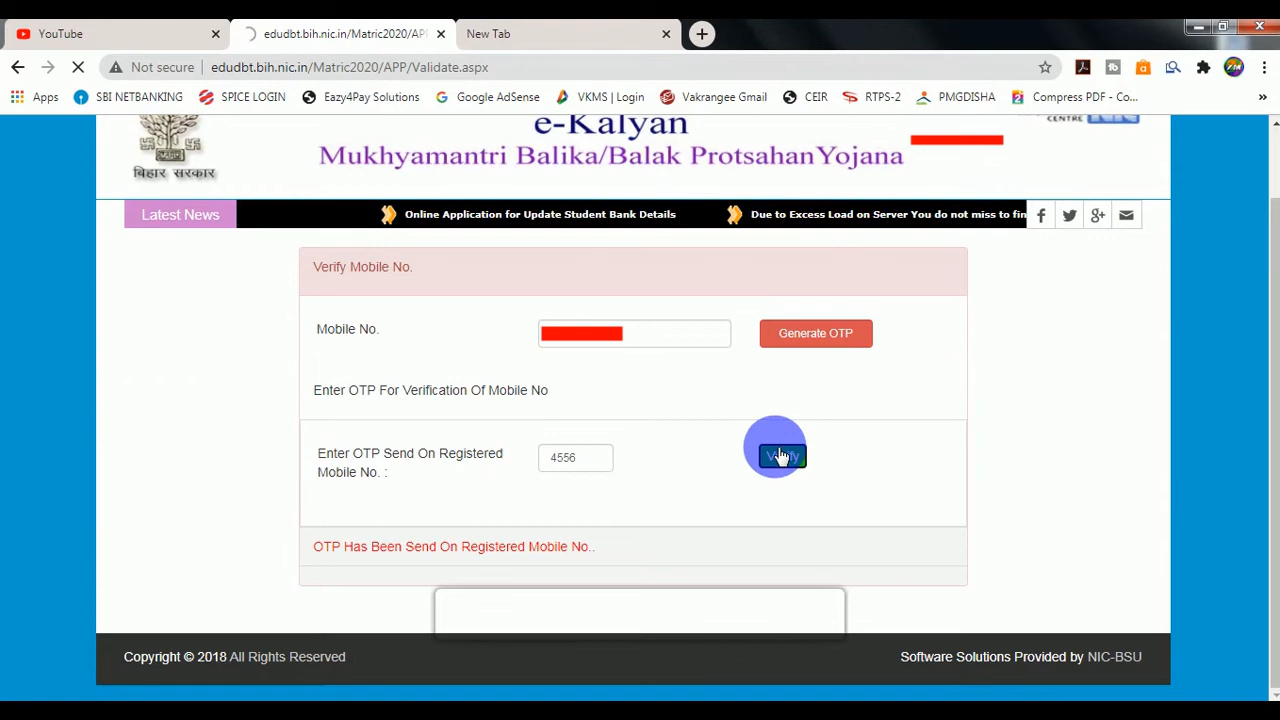 YouTube
edudbt.bih.nic.in/Matric2020/AP
New Tab
Not secure
edudbt.bih.nic.in/Matric2020/APP/Validate.aspx
Apps
SBI NETBANKING
SPICE LOGIN
Eazy4Pay Solutions
Google AdSense
VKMS | Login
Vakrangee Gmail
CEIR
RTPS-2
PMGDISHA
Compress PDF - Co...
बिहार सरकार
e-Kalyan
Mukhyamantri Balika/Balak ProtsahanYojana
CENTRE NIC
Latest News
Online Application for Update Student Bank Details
Due to Excess Load on Server You do not miss to fin
Verify Mobile No.
Mobile No.
Generate OTP
Enter OTP For Verification Of Mobile No
Enter OTP Send On Registered
Mobile No. :
4556
Verify
OTP Has Been Send On Registered Mobile No..
Copyright © 2018 All Rights Reserved
Software Solutions Provided by NIC-BSU